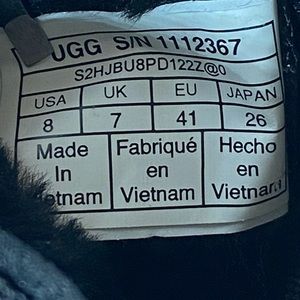 UGG S/N 1112367
S2HJBU8PD122Z@0
USA UK EU JAPAN
8 7 41 26
Made Fabriqué Hecho
In en en
Vietnam Vietnam